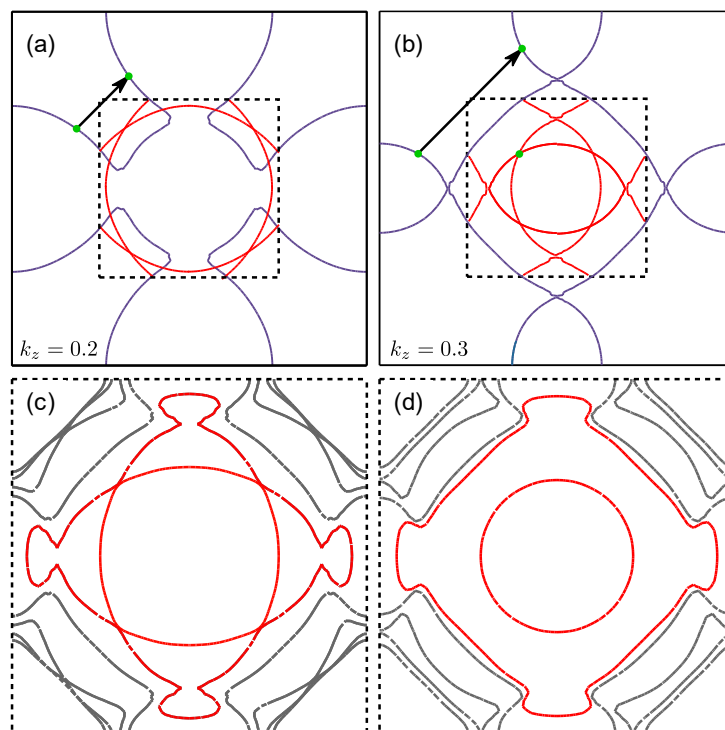 (a)
(b)
k_z = 0.2
k_z = 0.3
(c)
(d)